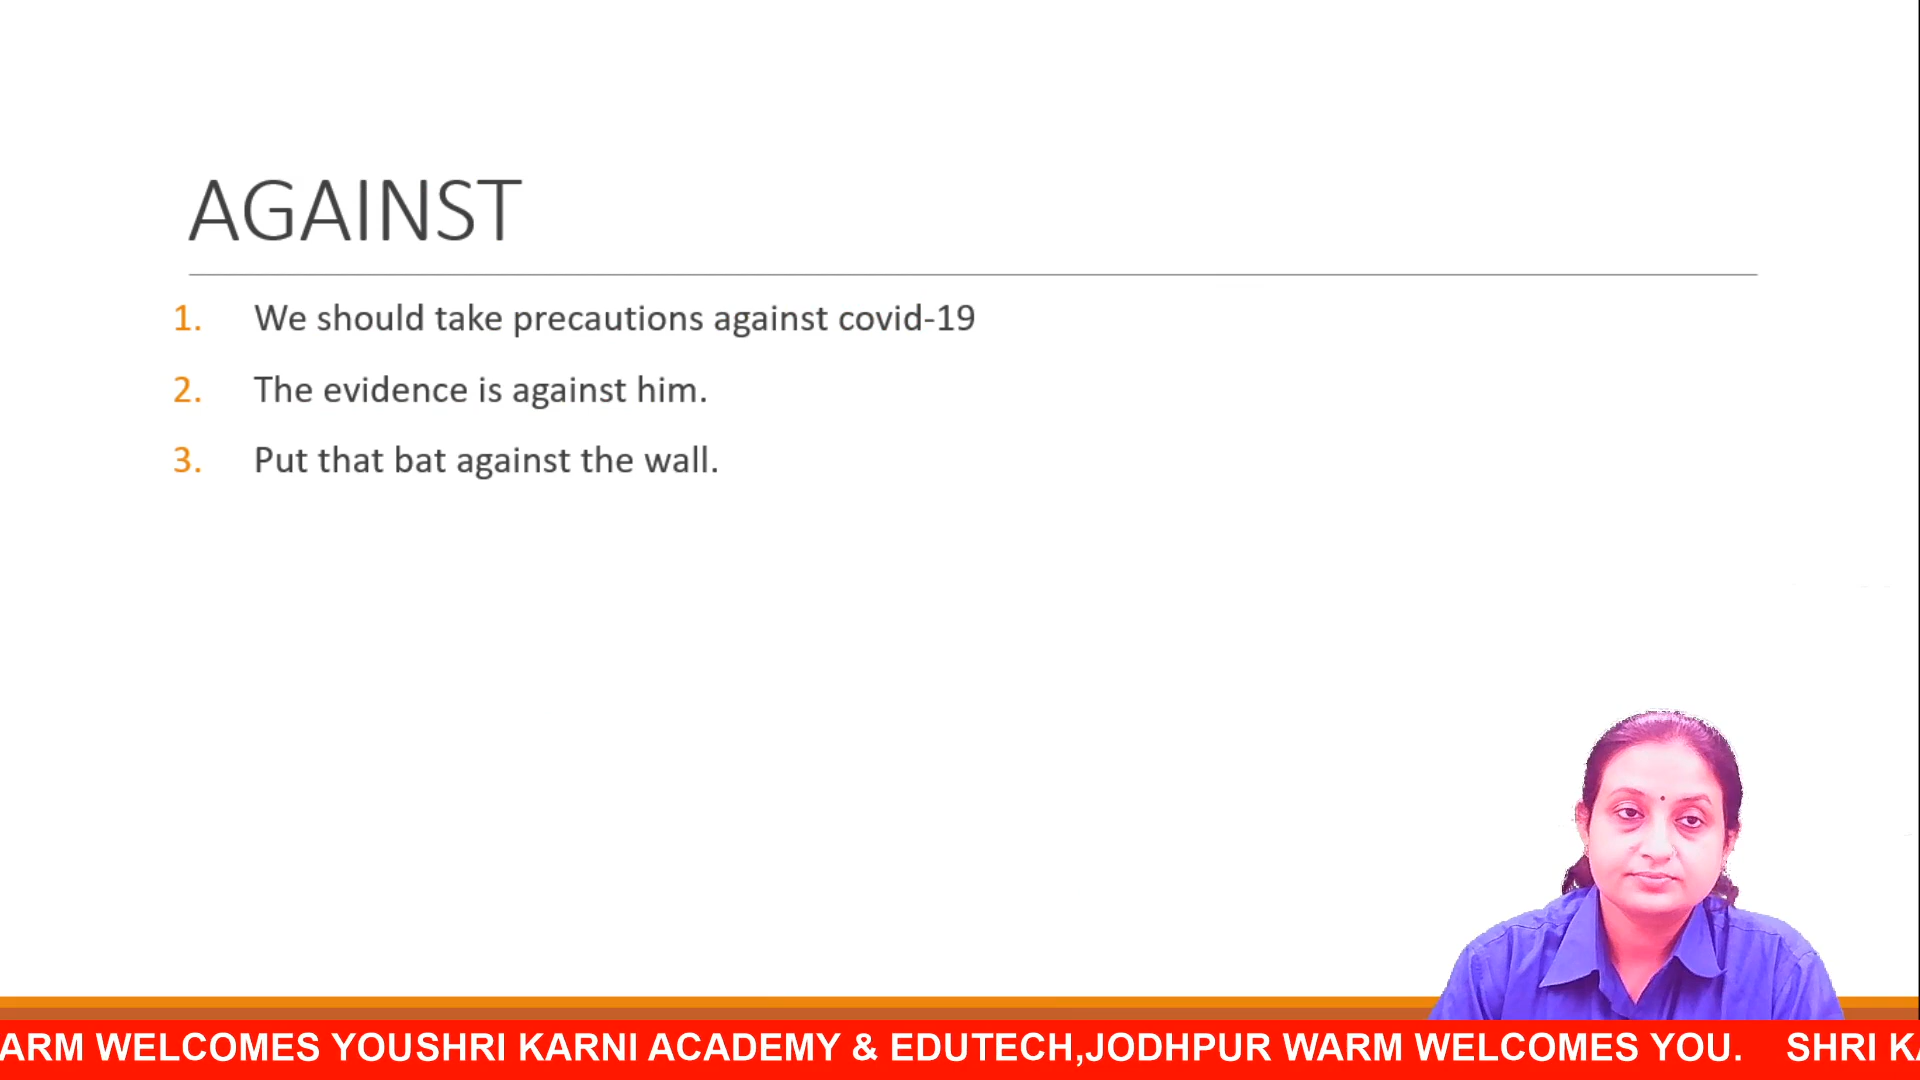 AGAINST
1. We should take precautions against covid-19
2. The evidence is against him.
3. Put that bat against the wall.
ARM WELCOMES YOUSHRI KARNI ACADEMY & EDUTECH,JODHPUR WARM WELCOMES YOU. SHRI KA